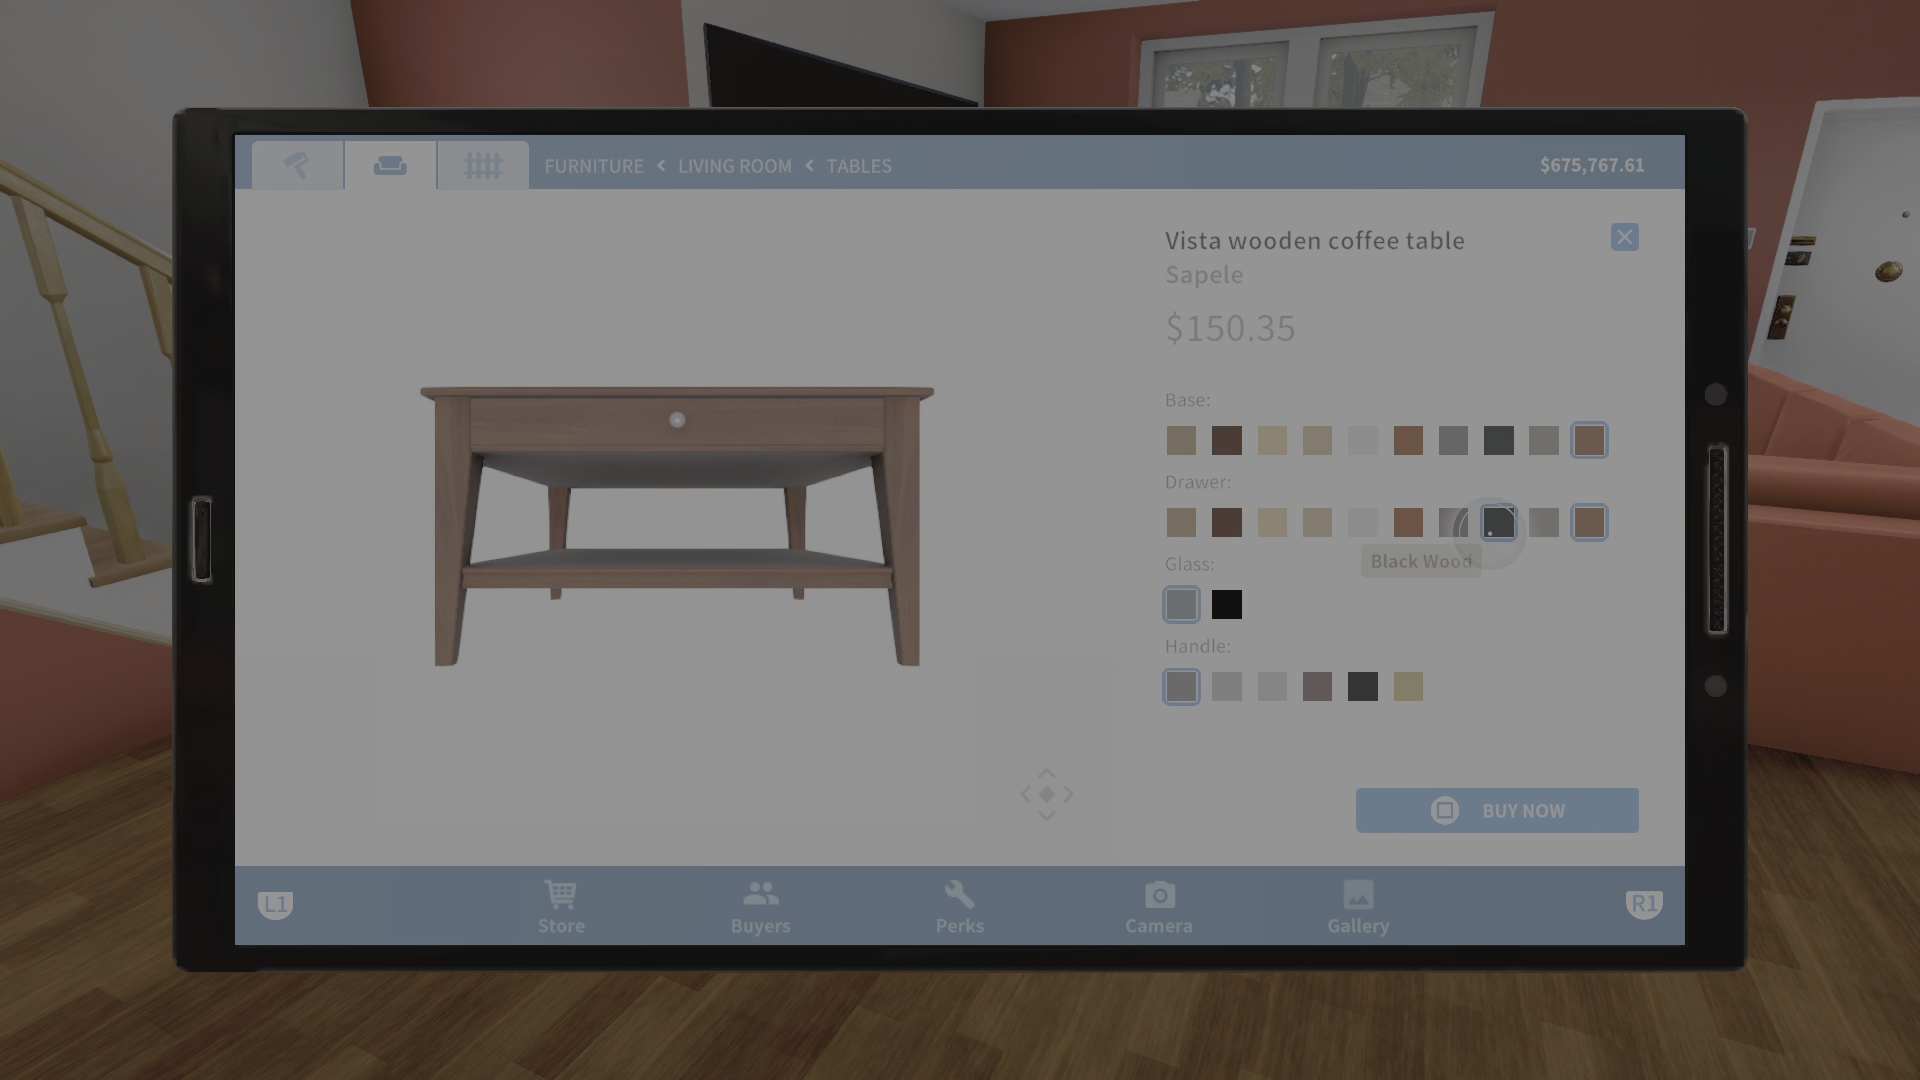 FURNITURE < LIVING ROOM < TABLES
$675,767.61
Vista wooden coffee table
Sapele
$150.35
Base:
Drawer:
Black Wood
Glass:
Handle:
BUY NOW
L1
Store
Buyers
Perks
Camera
Gallery
R1